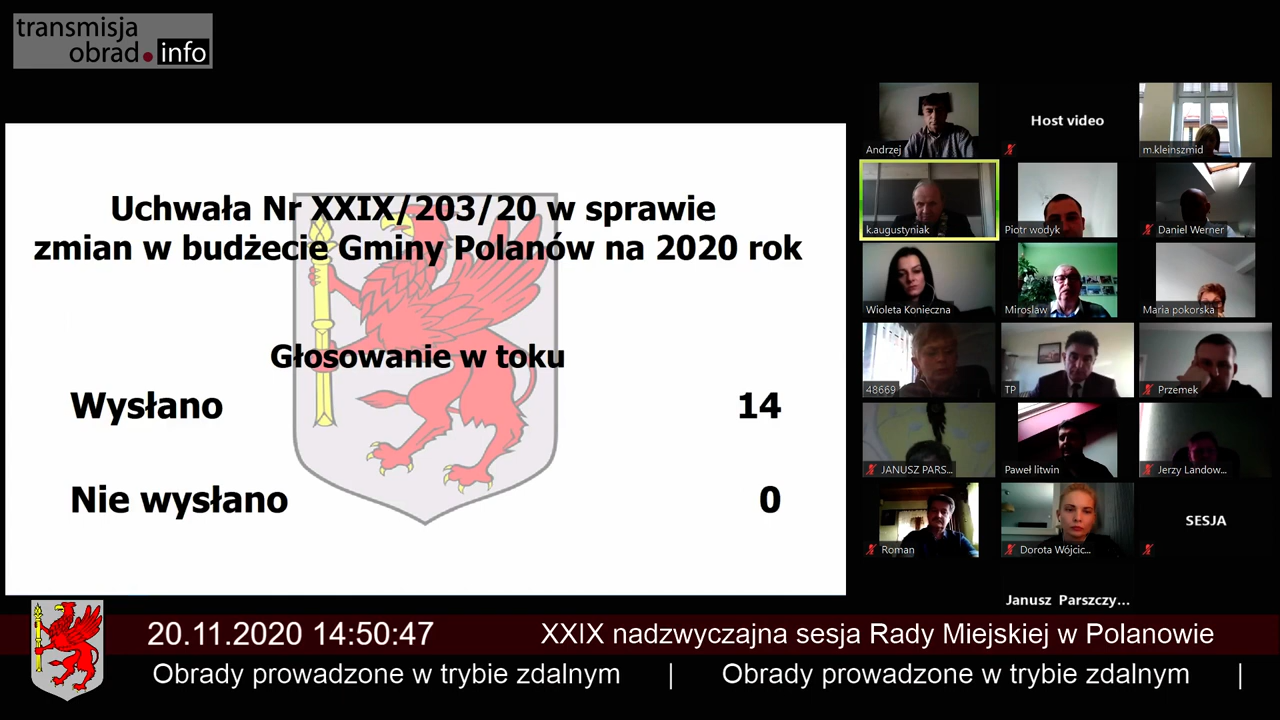 transmisja
obrad.info
Uchwała Nr XXIX/203/20 w sprawie
zmian w budżecie Gminy Polanów na 2020 rok
Głosowanie w toku
Wysłano 14
Nie wysłano 0
Andrzej
Host video
m.kleinszmid
k.augustyniak
Piotr wodyk
Daniel Werner
Wioleta Konieczna
Miroslaw
Maria pokorska
48669
TP
Przemek
JANUSZ PARS...
Paweł litwin
Jerzy Landow...
Roman
Dorota Wójcic...
SESJA
Janusz Parszczy...
20.11.2020 14:50:47 XXIX nadzwyczajna sesja Rady Miejskiej w Polanowie
Obrady prowadzone w trybie zdalnym | Obrady prowadzone w trybie zdalnym |